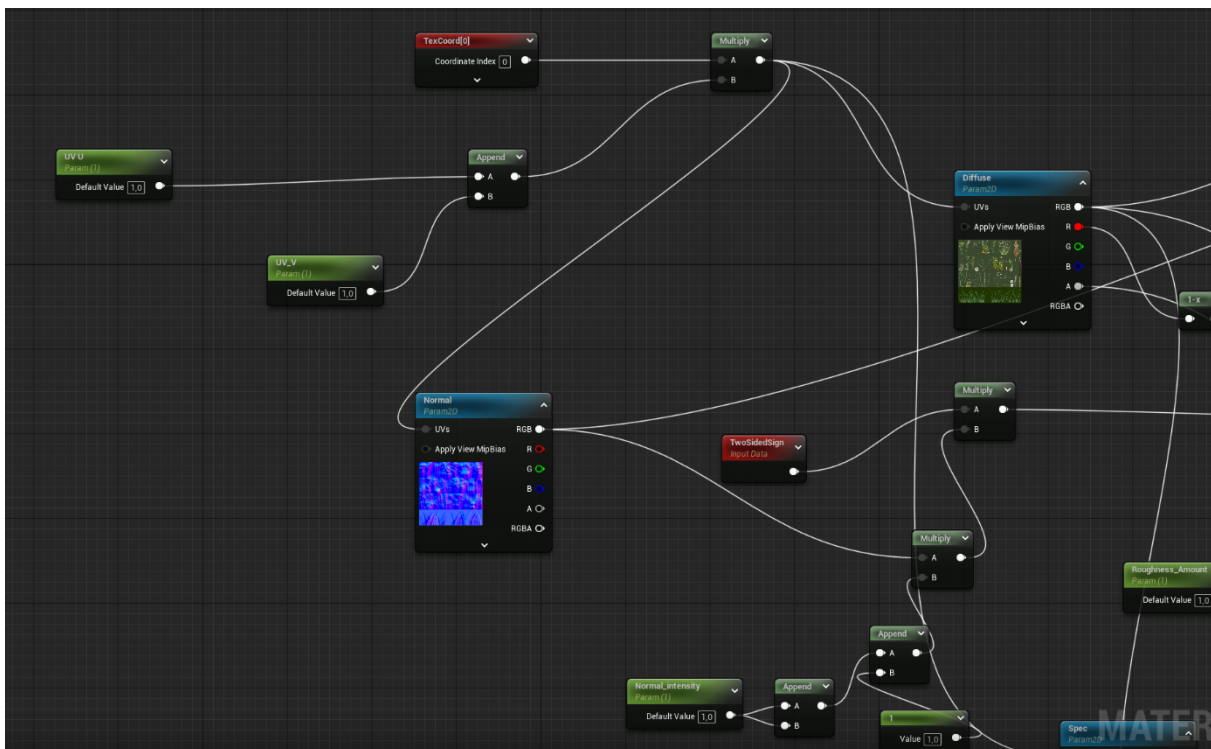 TexCoord[0]
Coordinate Index 0
Multiply
A
B
UV U
Param (1)
Default Value 1,0
Append
A
B
UV_V
Param (1)
Default Value 1,0
Diffuse
Param2D
UVs RGB
Apply View MipBias R
G
B
A
RGBA
1-x
Normal
Param2D
UVs RGB
Apply View MipBias R
G
B
A
RGBA
TwoSidedSign
Input Data
Multiply
A
B
Multiply
A
B
Roughness_Amount
Param (1)
Default Value 1,0
Append
A
B
Normal_intensity
Param (1)
Default Value 1,0
Append
A
B
1
Value 1,0
Spec
Param2D
MATER